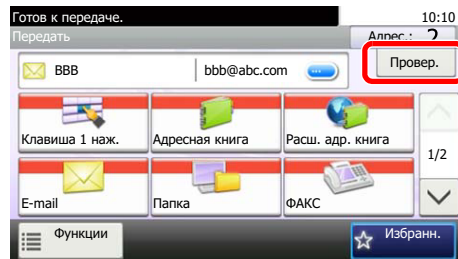 Готов к передаче. 10:10
Передать Адрес.: 2
BBB bbb@abc.com Провер.
Клавиша 1 наж. Адресная книга Расш. адр. книга
1/2
E-mail Папка ФАКС
Функции Избранн.